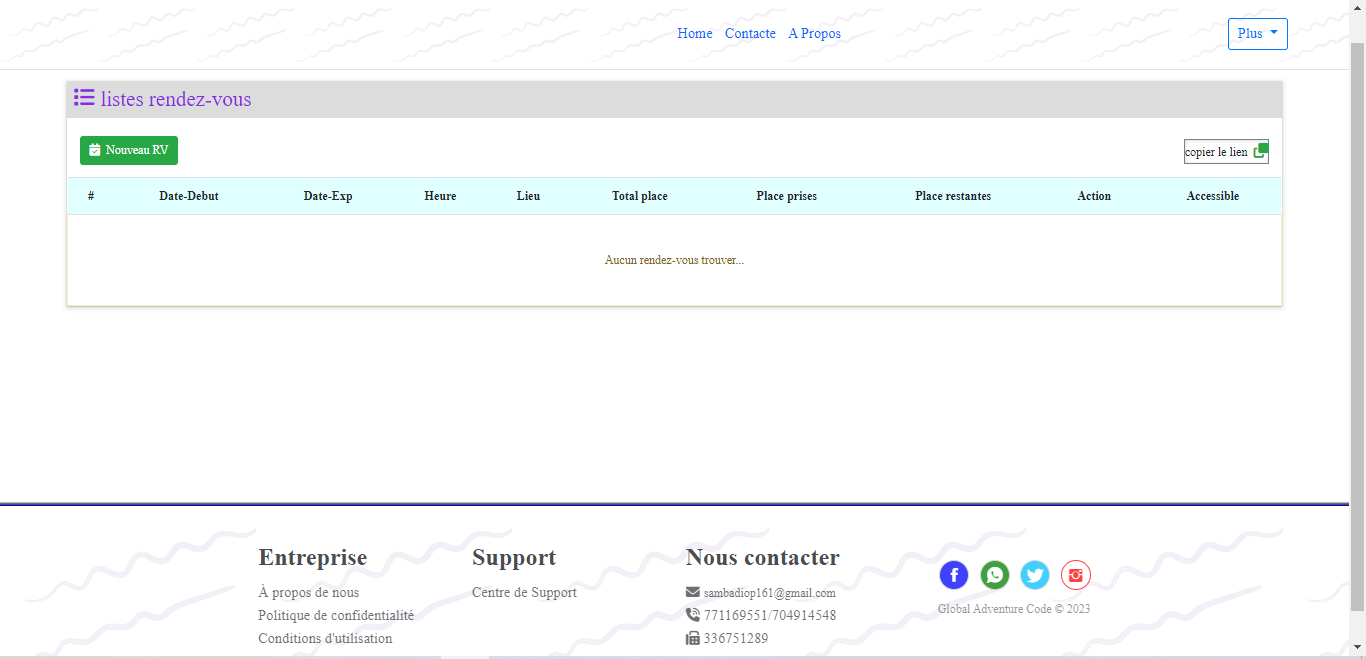 Home Contacte A Propos Plus
listes rendez-vous
Nouveau RV copier le lien
# Date-Debut Date-Exp Heure Lieu Total place Place prises Place restantes Action Accessible
Aucun rendez-vous trouver...
Entreprise
À propos de nous
Politique de confidentialité
Conditions d'utilisation
Support
Centre de Support
Nous contacter
sambadiop161@gmail.com
771169551/704914548
336751289
Global Adventure Code © 2023